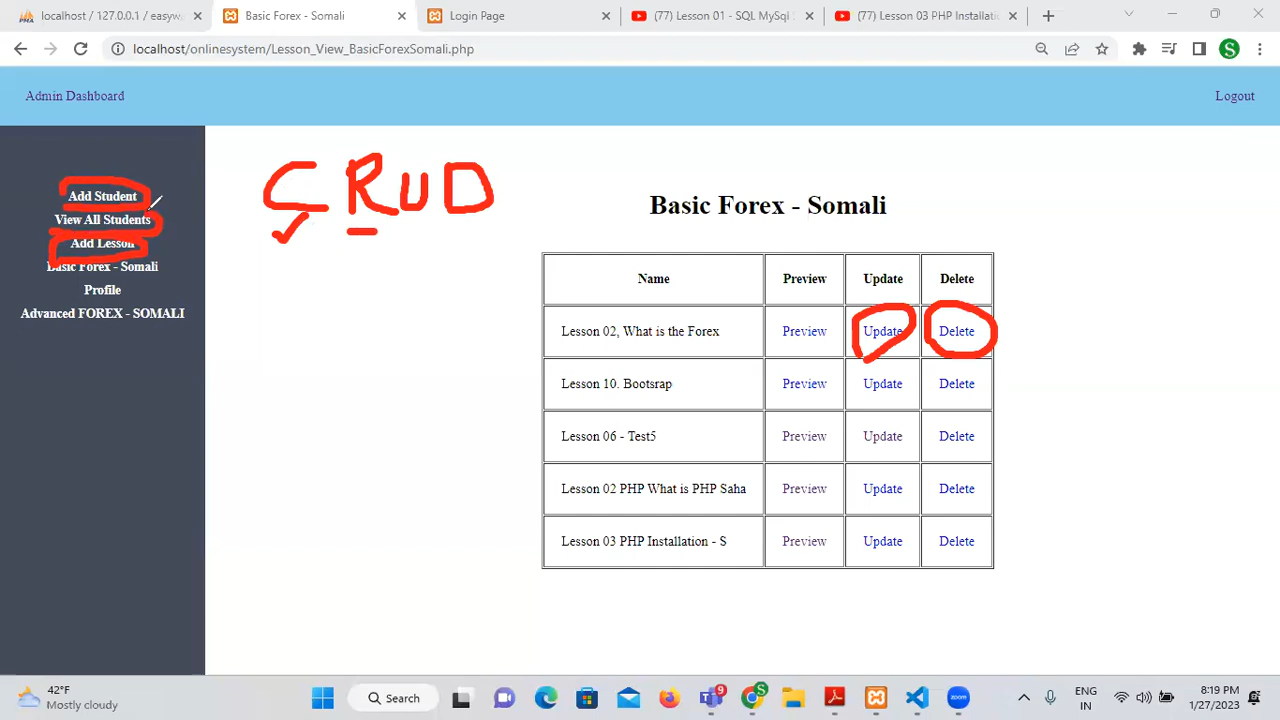 localhost / 127.0.0.1 / easyw
Basic Forex - Somali
Login Page
(77) Lesson 01 - SQL MySql
(77) Lesson 03 PHP Installati
localhost/onlinesystem/Lesson_View_BasicForexSomali.php
S
Admin Dashboard
Logout
CRUD
Add Student
View All Students
Add Lesson
Basic Forex - Somali
Profile
Advanced FOREX - SOMALI
Basic Forex - Somali
Name Preview Update Delete
Lesson 02, What is the Forex Preview Update Delete
Lesson 10. Bootsrap Preview Update Delete
Lesson 06 - Test5 Preview Update Delete
Lesson 02 PHP What is PHP Saha Preview Update Delete
Lesson 03 PHP Installation - S Preview Update Delete
42°F
Mostly cloudy
Search
9
S
zoom
ENG
IN
8:19 PM
1/27/2023